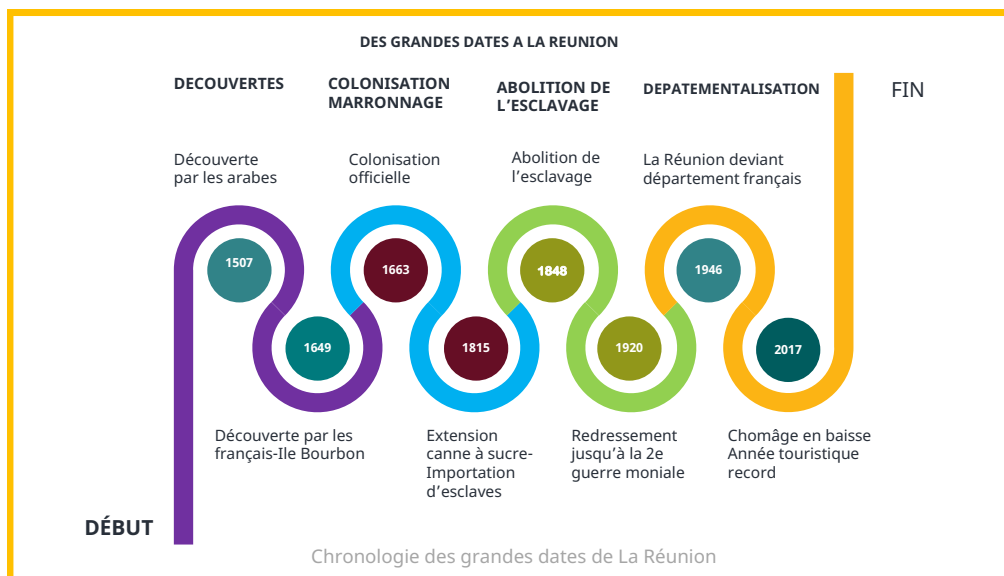 DES GRANDES DATES A LA REUNION
DECOUVERTES
COLONISATION
MARRONNAGE
ABOLITION DE
L’ESCLAVAGE
DEPATEMENTALISATION
FIN
Découverte
par les arabes
Colonisation
officielle
Abolition de
l’esclavage
La Réunion deviant
département français
1507
1663
1848
1946
1649
1815
1920
2017
Découverte par les
français-Ile Bourbon
Extension
canne à sucre-
Importation
d’esclaves
Redressement
jusqu’à la 2e
guerre moniale
Chomâge en baisse
Année touristique
record
DÉBUT
Chronologie des grandes dates de La Réunion